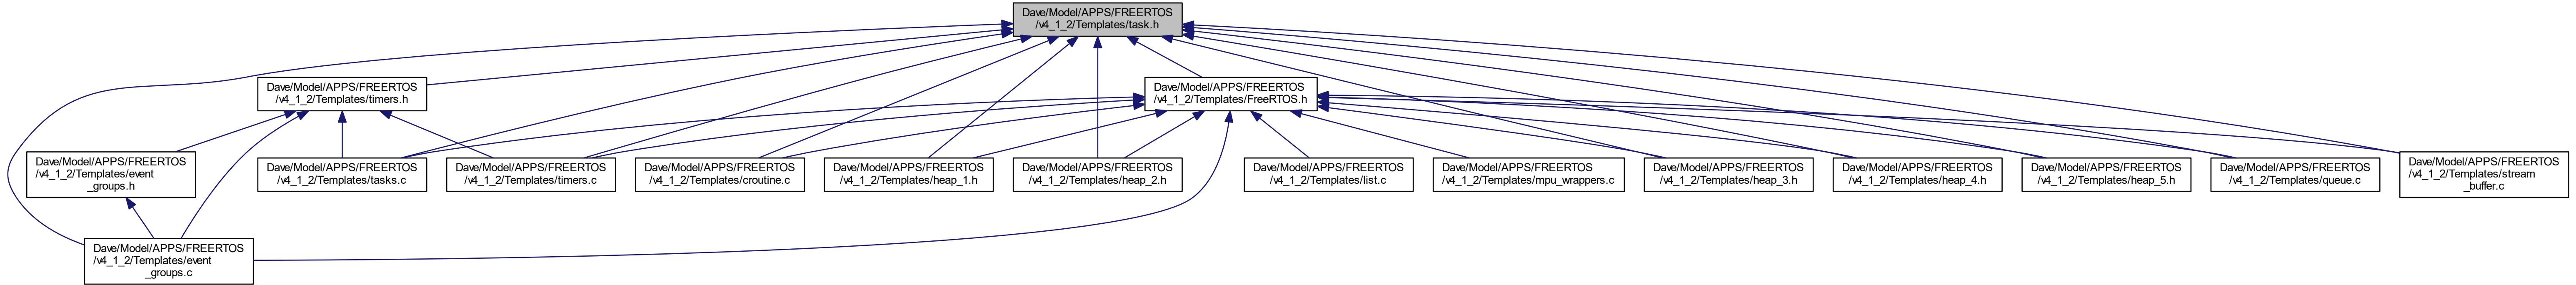 Dave/Model/APPS/FREERTOS
/v4_1_2/Templates/task.h
Dave/Model/APPS/FREERTOS
/v4_1_2/Templates/timers.h
Dave/Model/APPS/FREERTOS
/v4_1_2/Templates/FreeRTOS.h
Dave/Model/APPS/FREERTOS
/v4_1_2/Templates/event
_groups.h
Dave/Model/APPS/FREERTOS
/v4_1_2/Templates/tasks.c
Dave/Model/APPS/FREERTOS
/v4_1_2/Templates/timers.c
Dave/Model/APPS/FREERTOS
/v4_1_2/Templates/croutine.c
Dave/Model/APPS/FREERTOS
/v4_1_2/Templates/heap_1.h
Dave/Model/APPS/FREERTOS
/v4_1_2/Templates/heap_2.h
Dave/Model/APPS/FREERTOS
/v4_1_2/Templates/list.c
Dave/Model/APPS/FREERTOS
/v4_1_2/Templates/mpu_wrappers.c
Dave/Model/APPS/FREERTOS
/v4_1_2/Templates/heap_3.h
Dave/Model/APPS/FREERTOS
/v4_1_2/Templates/heap_4.h
Dave/Model/APPS/FREERTOS
/v4_1_2/Templates/heap_5.h
Dave/Model/APPS/FREERTOS
/v4_1_2/Templates/queue.c
Dave/Model/APPS/FREERTOS
/v4_1_2/Templates/stream
_buffer.c
Dave/Model/APPS/FREERTOS
/v4_1_2/Templates/event
_groups.c